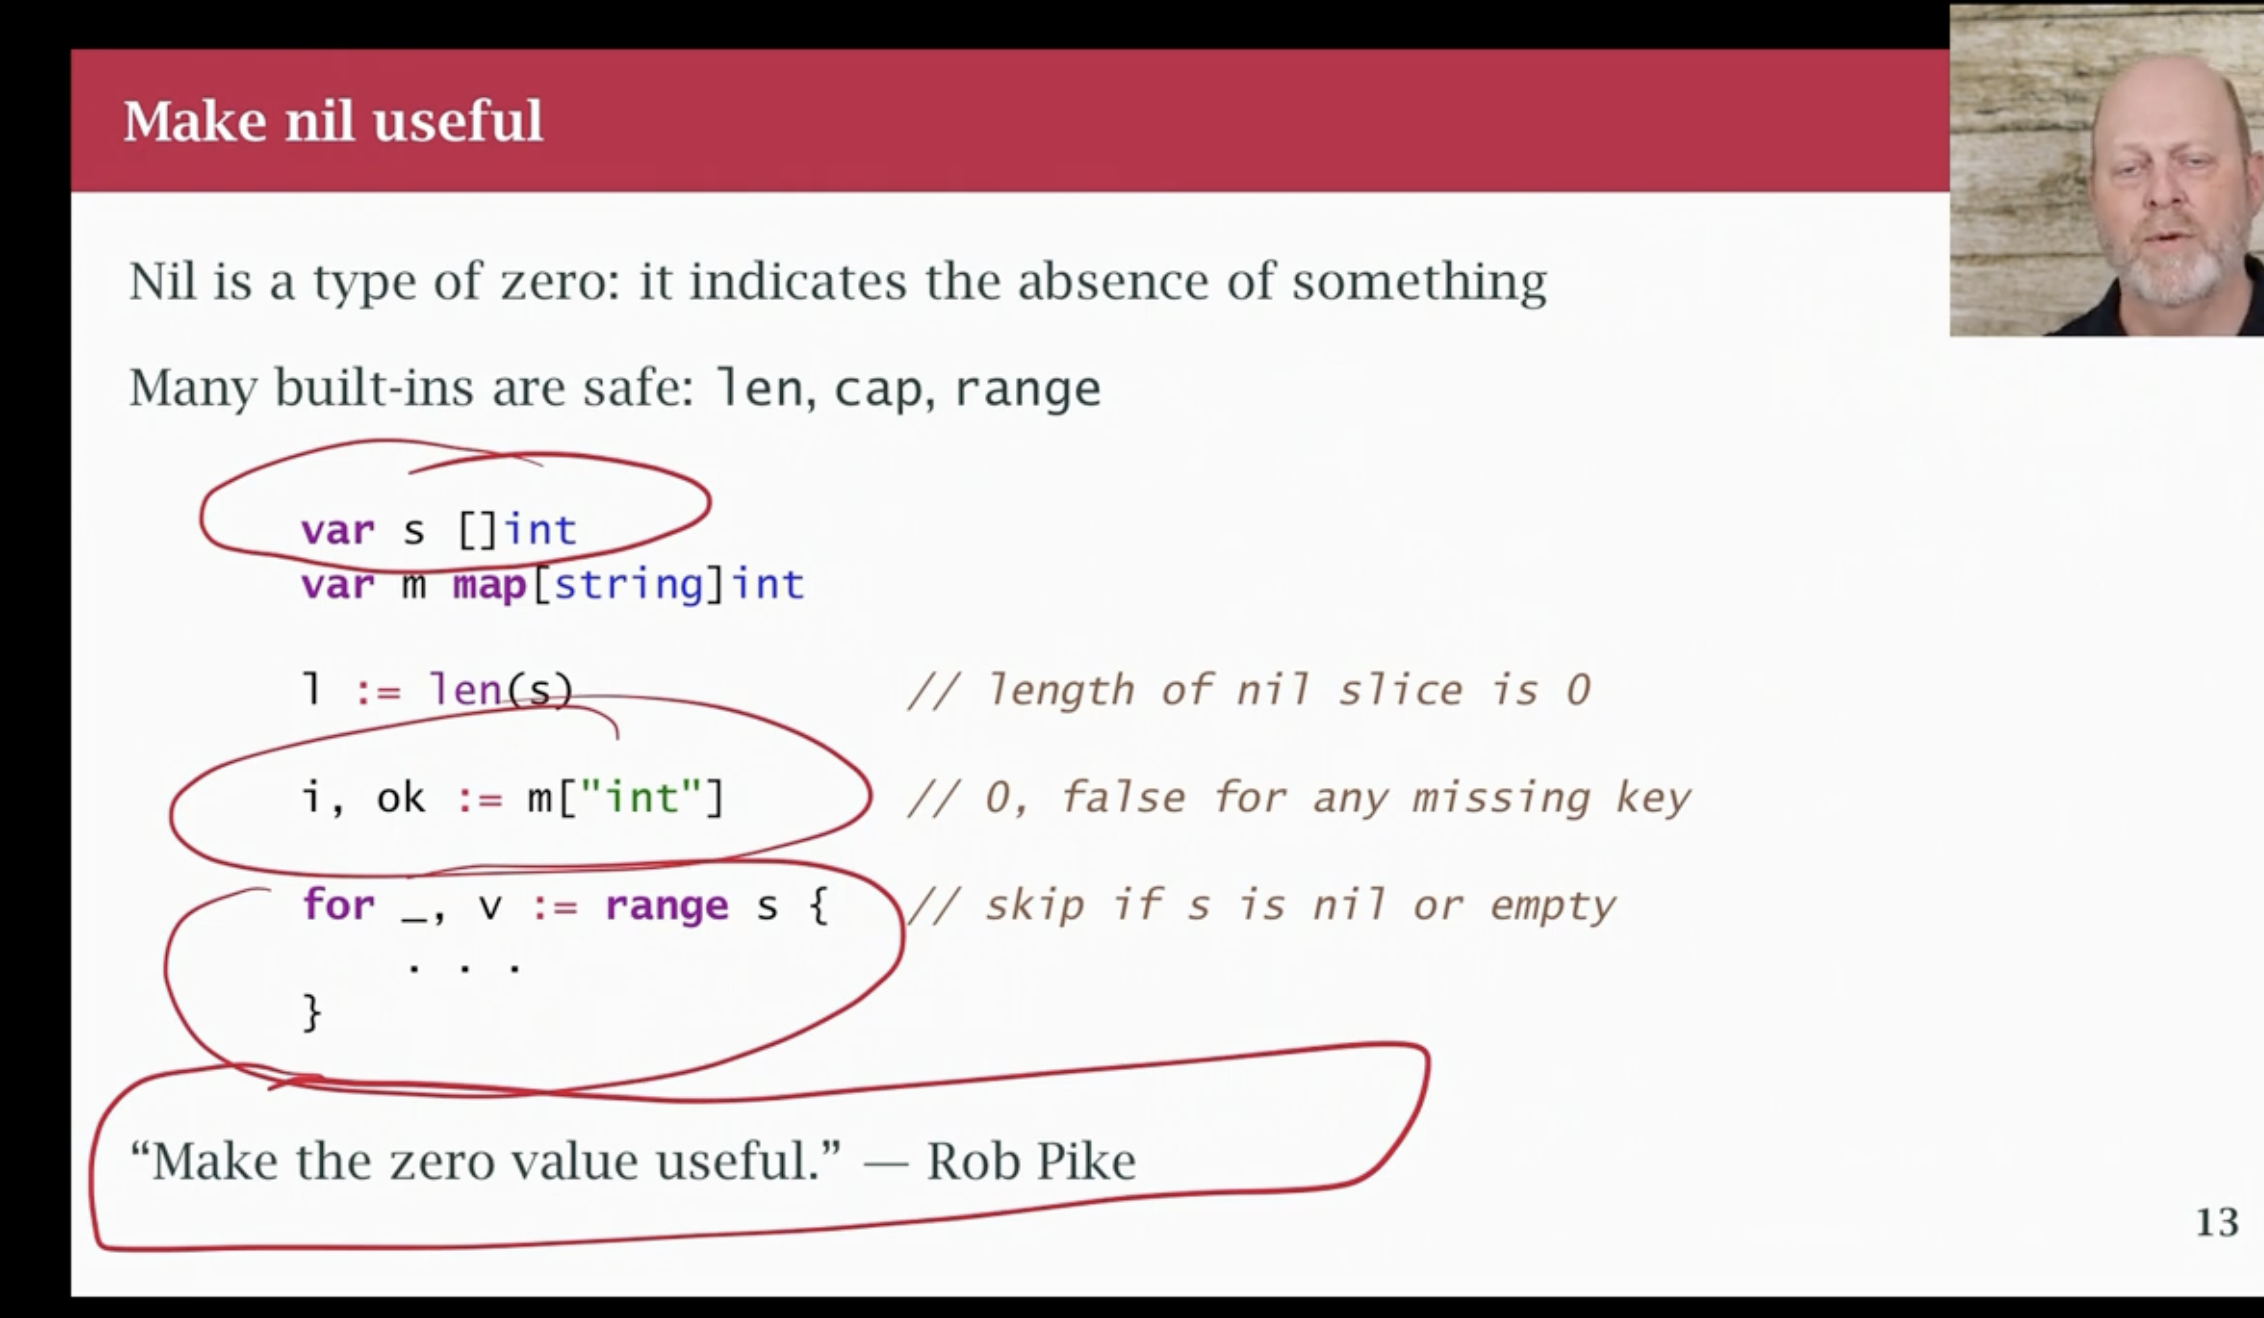 Make nil useful
Nil is a type of zero: it indicates the absence of something
Many built-ins are safe: len, cap, range
var s []int
var m map[string]int
l := len(s) // length of nil slice is 0
i, ok := m["int"] // 0, false for any missing key
for _, v := range s { // skip if s is nil or empty
. . .
}
“Make the zero value useful.” — Rob Pike
13